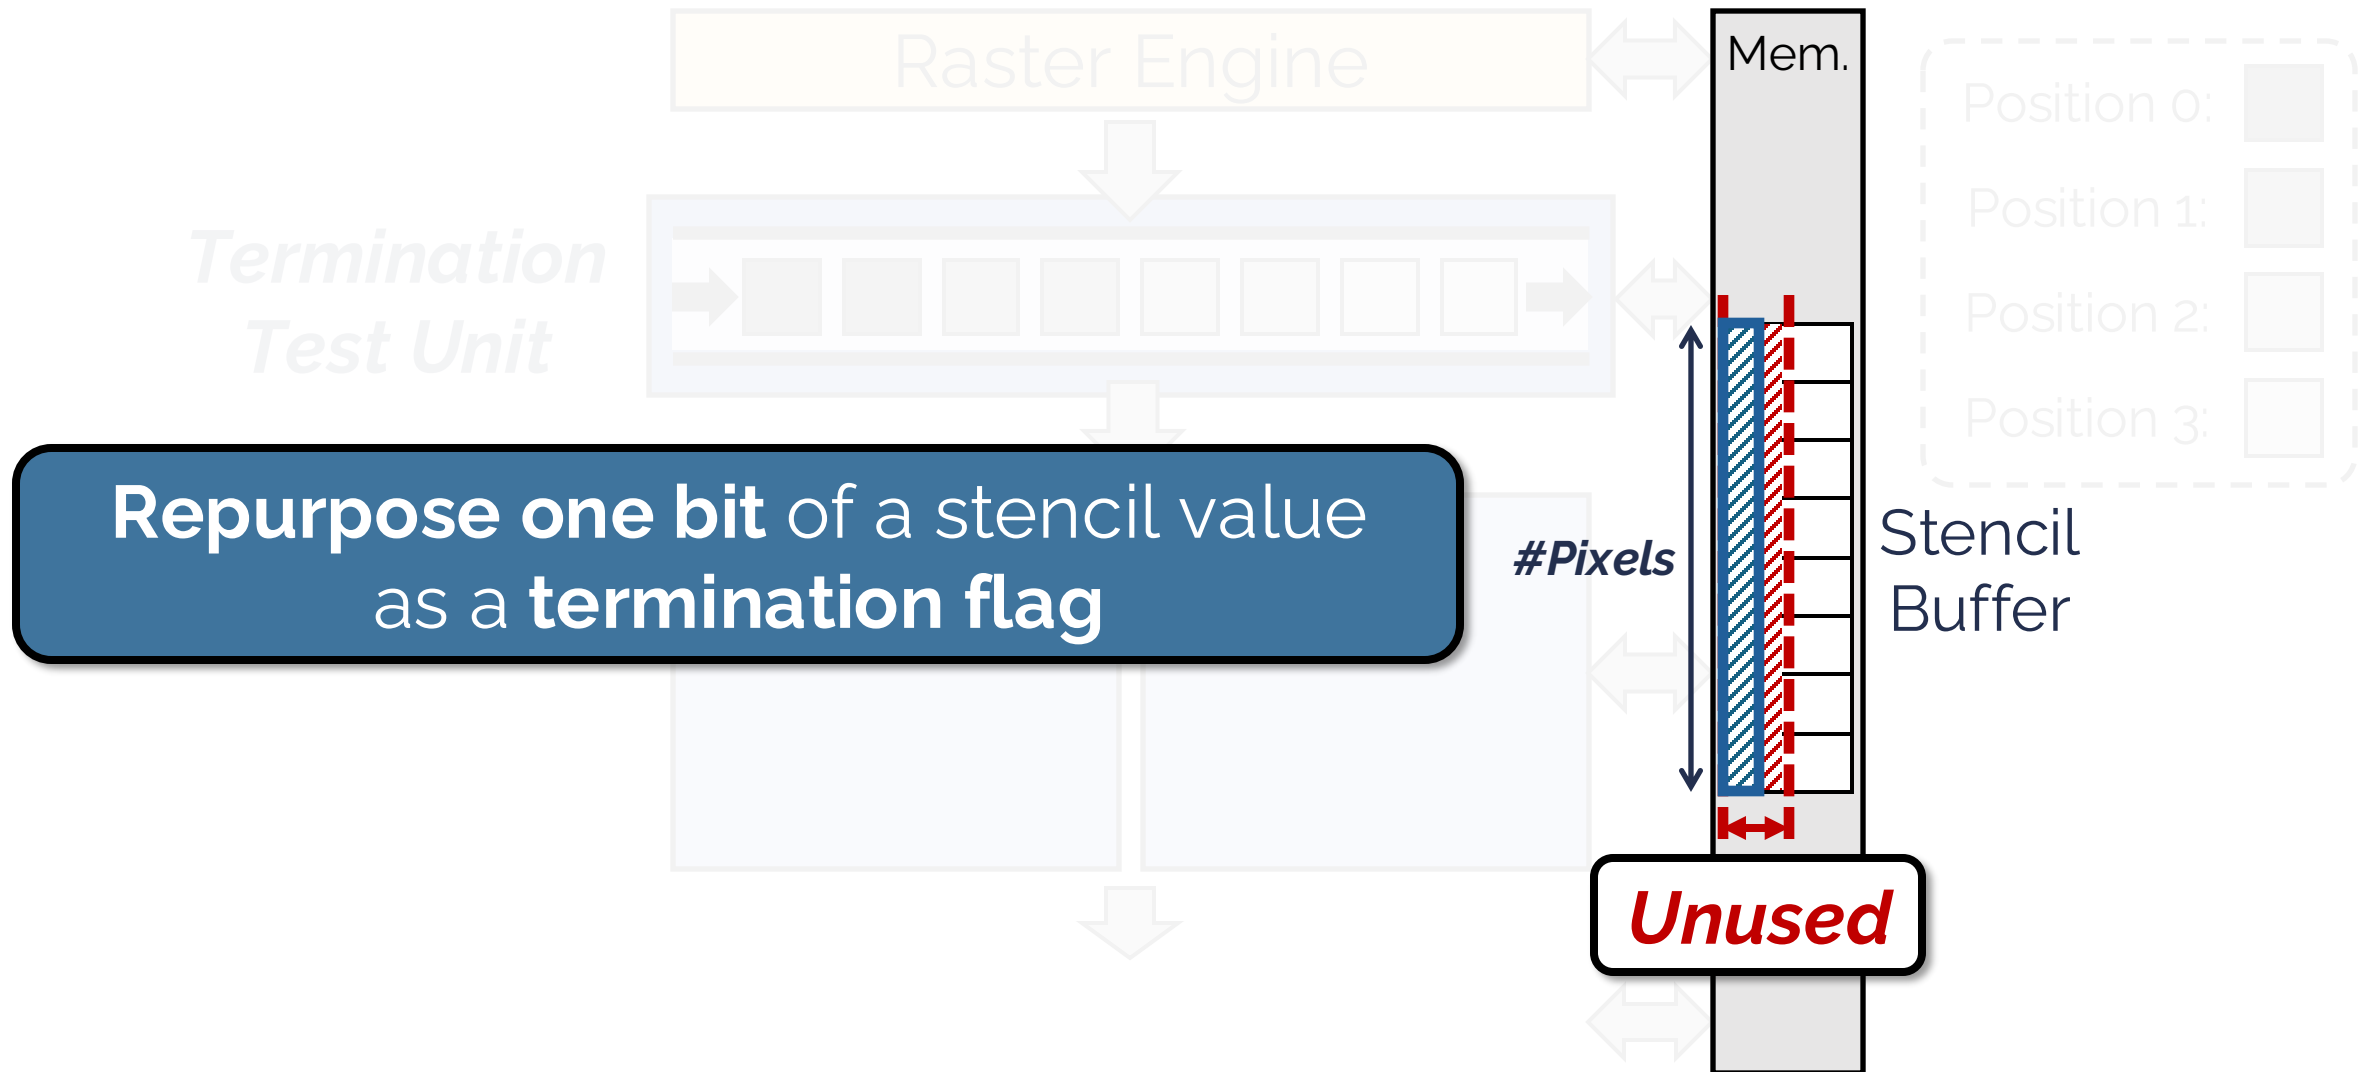 Raster Engine
Mem.
Position 0:
Position 1:
Position 2:
Position 3:
Termination
Test Unit
Repurpose one bit of a stencil value
as a termination flag
#Pixels
Stencil
Buffer
Unused